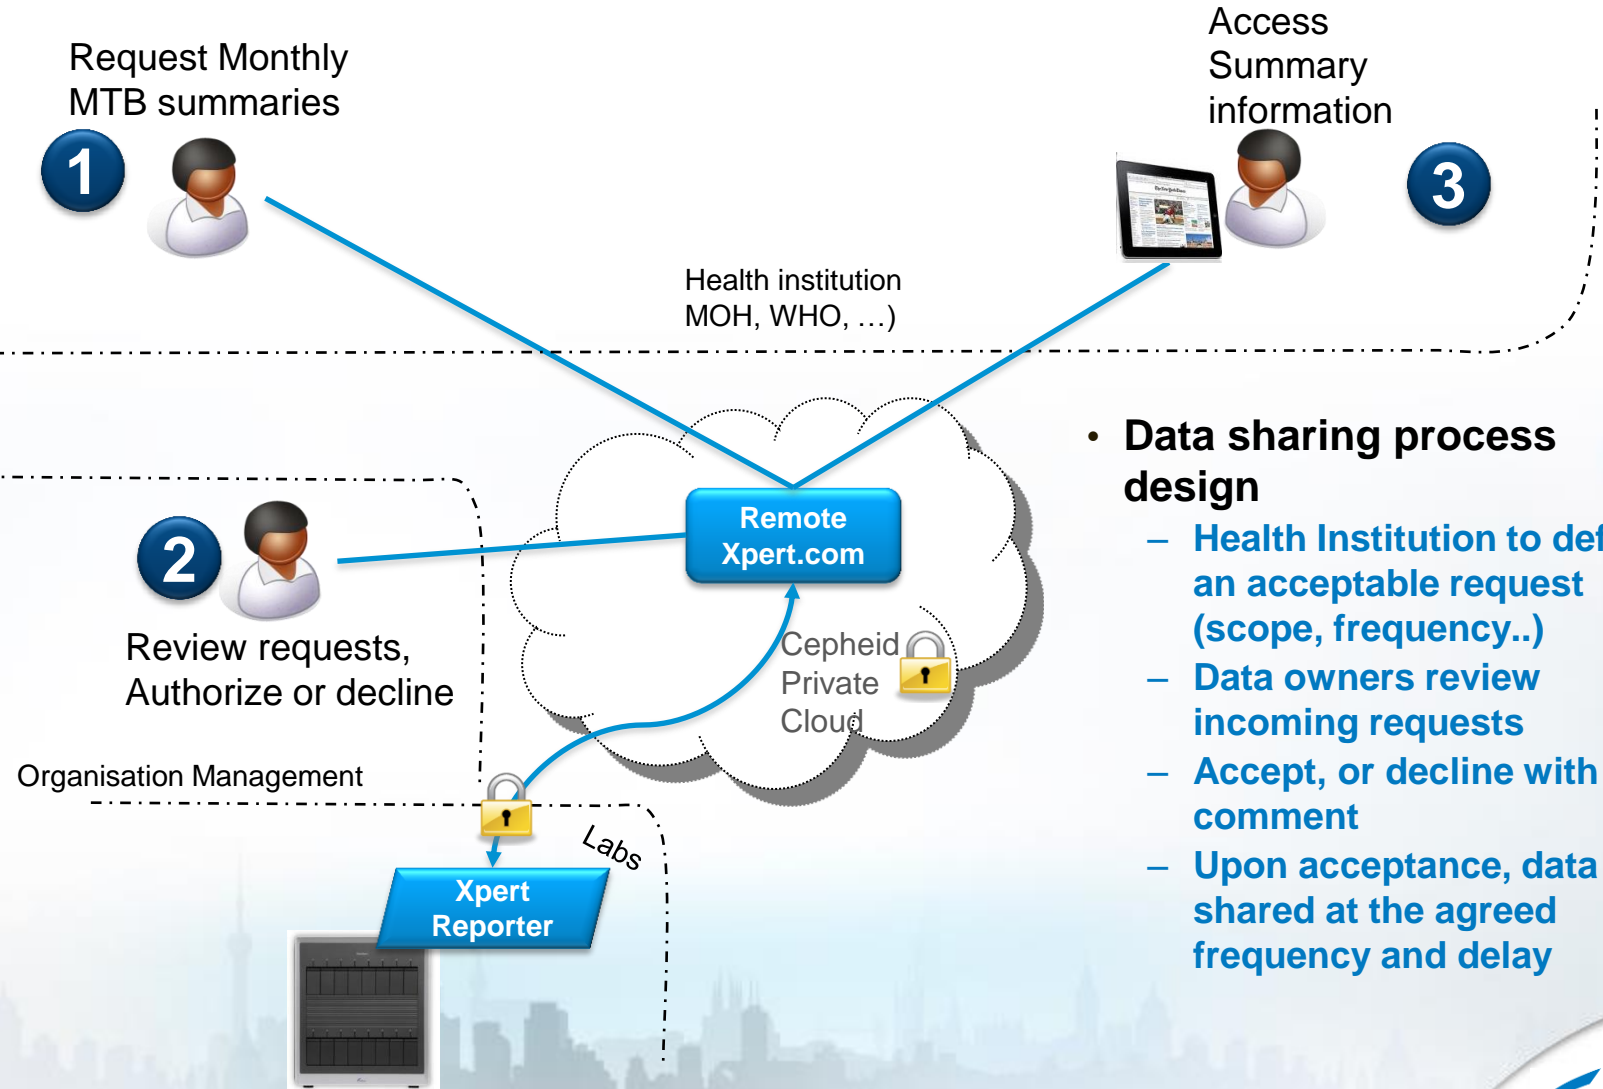 Request Monthly
MTB summaries
1
Access
Summary
information
3
Health institution
MOH, WHO, …)
2
Review requests,
Authorize or decline
Organisation Management
Remote
Xpert.com
Cepheid
Private
Cloud
Labs
Xpert
Reporter
• Data sharing process
design
– Health Institution to def
an acceptable request
(scope, frequency..)
– Data owners review
incoming requests
– Accept, or decline with
comment
– Upon acceptance, data
shared at the agreed
frequency and delay